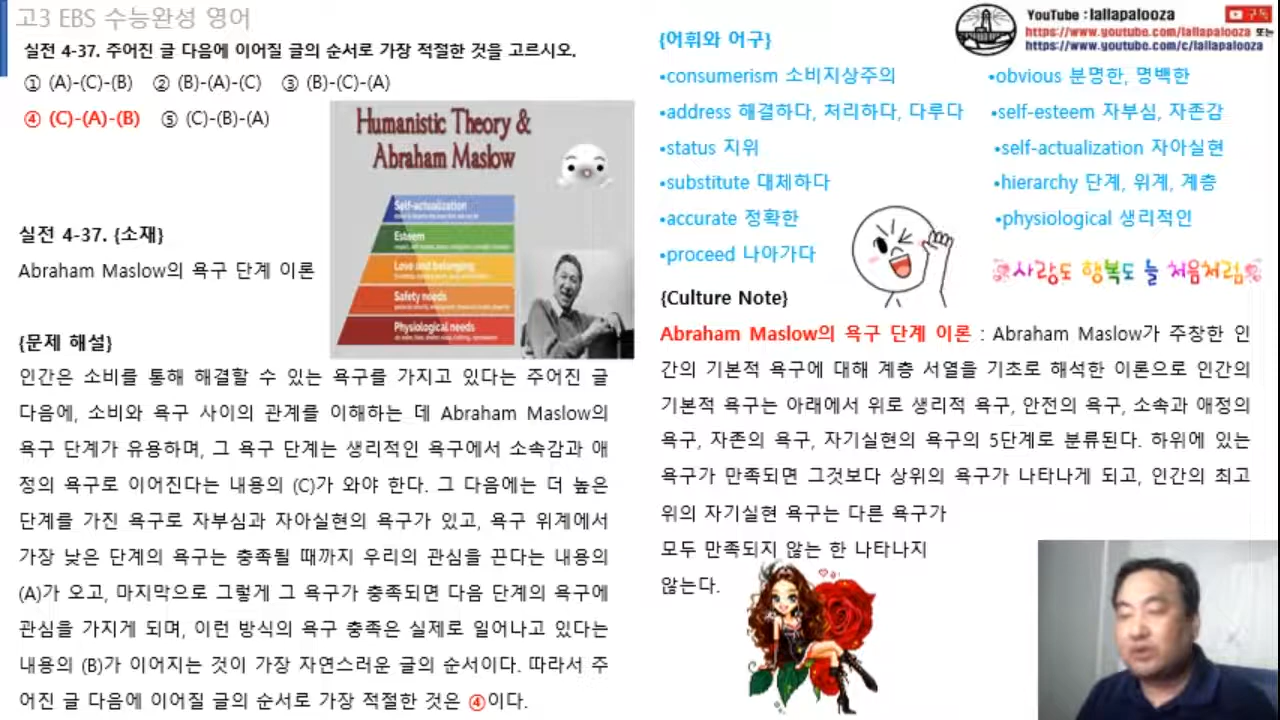 고3 EBS 수능완성 영어
실전 4-37. 주어진 글 다음에 이어질 글의 순서로 가장 적절한 것을 고르시오.
① (A)-(C)-(B) ② (B)-(A)-(C) ③ (B)-(C)-(A)
④ (C)-(A)-(B) ⑤ (C)-(B)-(A)
Humanistic Theory &
Abraham Maslow
Self-actualization
Esteem
Love and belonging
Safety needs
Physiological needs
실전 4-37. {소재}
Abraham Maslow의 욕구 단계 이론
{문제 해설}
인간은 소비를 통해 해결할 수 있는 욕구를 가지고 있다는 주어진 글
다음에, 소비와 욕구 사이의 관계를 이해하는 데 Abraham Maslow의
욕구 단계가 유용하며, 그 욕구 단계는 생리적인 욕구에서 소속감과 애
정의 욕구로 이어진다는 내용의 (C)가 와야 한다. 그 다음에는 더 높은
단계를 가진 욕구로 자부심과 자아실현의 욕구가 있고, 욕구 위계에서
가장 낮은 단계의 욕구는 충족될 때까지 우리의 관심을 끈다는 내용의
(A)가 오고, 마지막으로 그렇게 그 욕구가 충족되면 다음 단계의 욕구에
관심을 가지게 되며, 이런 방식의 욕구 충족은 실제로 일어나고 있다는
내용의 (B)가 이어지는 것이 가장 자연스러운 글의 순서이다. 따라서 주
어진 글 다음에 이어질 글의 순서로 가장 적절한 것은 ④이다.
YouTube : lallapalooza
구독
https://www.youtube.com/lallapalooza 또는
https://www.youtube.com/c/lallapalooza
{어휘와 어구}
•consumerism 소비지상주의 •obvious 분명한, 명백한
•address 해결하다, 처리하다, 다루다 •self-esteem 자부심, 자존감
•status 지위 •self-actualization 자아실현
•substitute 대체하다 •hierarchy 단계, 위계, 계층
•accurate 정확한 •physiological 생리적인
•proceed 나아가다
사랑도 행복도 늘 처음처럼
{Culture Note}
Abraham Maslow의 욕구 단계 이론 : Abraham Maslow가 주창한 인
간의 기본적 욕구에 대해 계층 서열을 기초로 해석한 이론으로 인간의
기본적 욕구는 아래에서 위로 생리적 욕구, 안전의 욕구, 소속과 애정의
욕구, 자존의 욕구, 자기실현의 욕구의 5단계로 분류된다. 하위에 있는
욕구가 만족되면 그것보다 상위의 욕구가 나타나게 되고, 인간의 최고
위의 자기실현 욕구는 다른 욕구가
모두 만족되지 않는 한 나타나지
않는다.